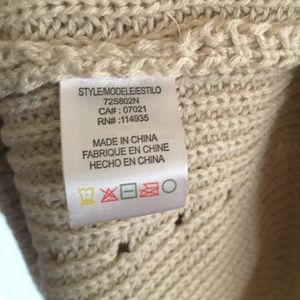 STYLE/MODELE/ESTILO
72S802N
CA# : 07021
RN# :114935
MADE IN CHINA
FABRIQUE EN CHINE
HECHO EN CHINA